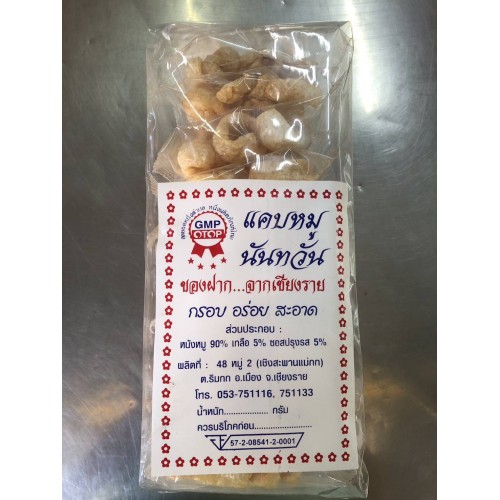 GMP
OTOP
แคบหมู
นันทวัน
ของฝาก...จากเชียงราย
กรอบ อร่อย สะอาด
ส่วนประกอบ :
หนังหมู 90% เกลือ 5% ซอสปรุงรส 5%
ผลิตที่ : 48 หมู่ 2 (เชิงสะพานแม่กก)
ต.ริมกก อ.เมือง จ.เชียงราย
โทร. 053-751116, 751133
น้ำหนัก................... กรัม
ควรบริโภคก่อน.........................
57-2-08541-2-0001